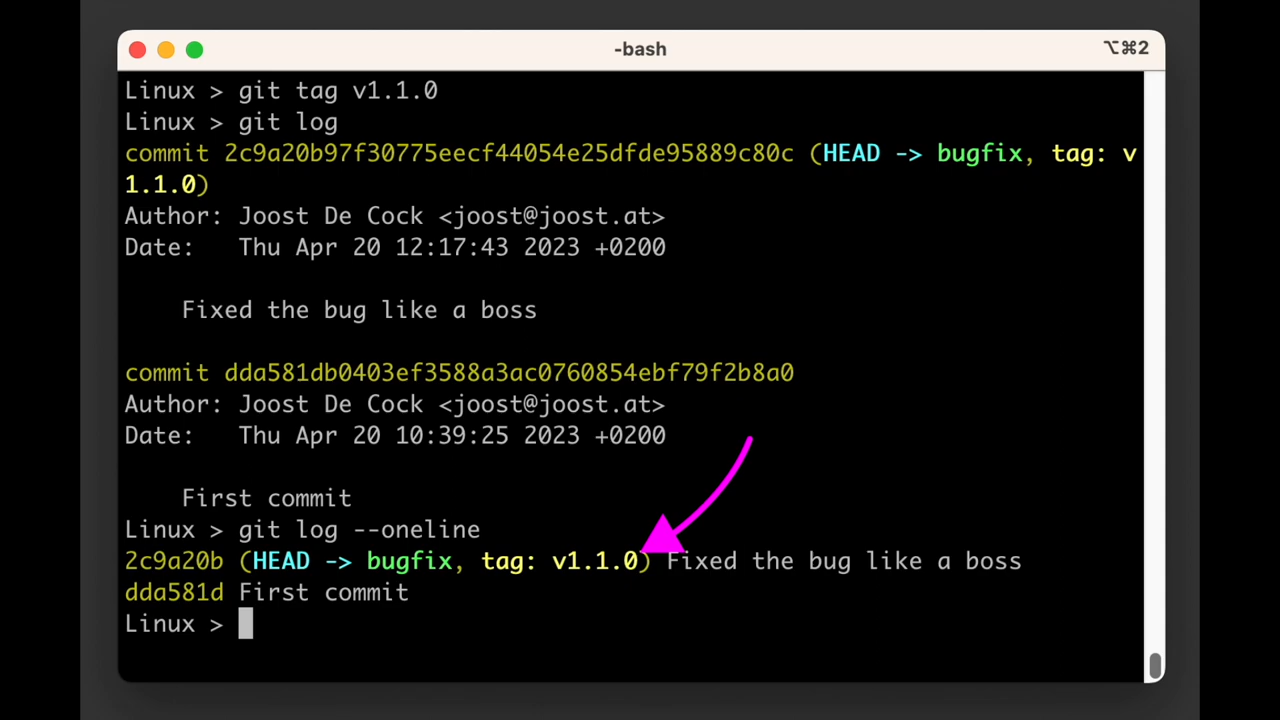 -bash
⌥⌘2
Linux > git tag v1.1.0
Linux > git log
commit 2c9a20b97f30775eecf44054e25dfde95889c80c (HEAD -> bugfix, tag: v
1.1.0)
Author: Joost De Cock <joost@joost.at>
Date:   Thu Apr 20 12:17:43 2023 +0200
    Fixed the bug like a boss
commit dda581db0403ef3588a3ac0760854ebf79f2b8a0
Author: Joost De Cock <joost@joost.at>
Date:   Thu Apr 20 10:39:25 2023 +0200
    First commit
Linux > git log --oneline
2c9a20b (HEAD -> bugfix, tag: v1.1.0) Fixed the bug like a boss
dda581d First commit
Linux >